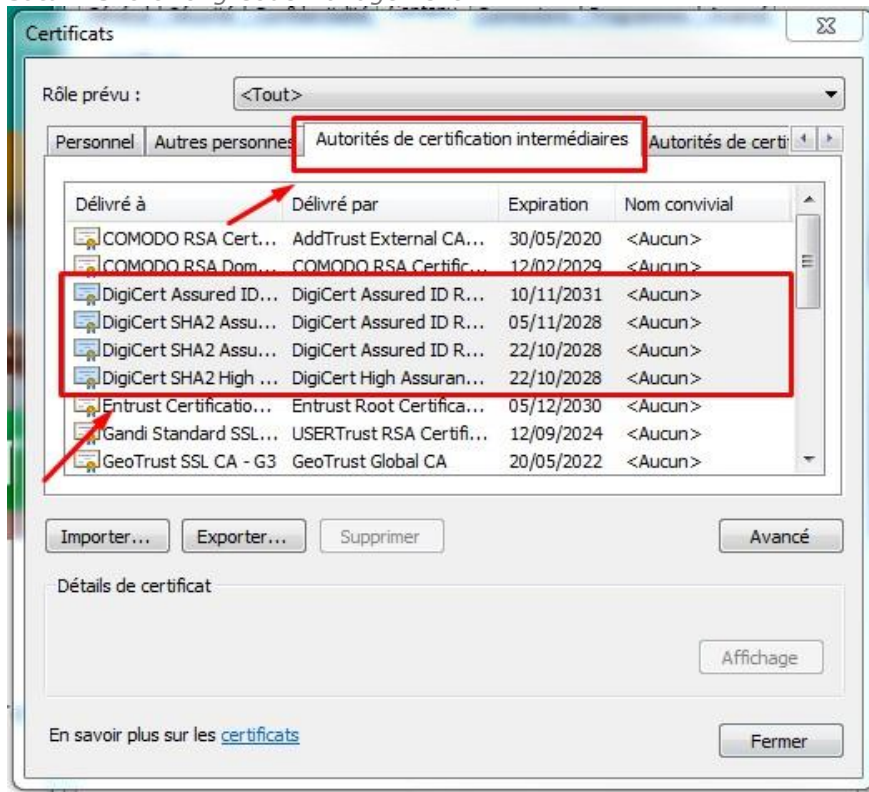 Certificats
Rôle prévu : <Tout>
Personnel Autres personnes Autorités de certification intermédiaires Autorités de certi
Délivré à Délivré par Expiration Nom convivial
COMODO RSA Cert... AddTrust External CA... 30/05/2020 <Aucun>
COMODO RSA Dom... COMODO RSA Certific... 12/02/2029 <Aucun>
DigiCert Assured ID... DigiCert Assured ID R... 10/11/2031 <Aucun>
DigiCert SHA2 Assu... DigiCert Assured ID R... 05/11/2028 <Aucun>
DigiCert SHA2 Assu... DigiCert Assured ID R... 22/10/2028 <Aucun>
DigiCert SHA2 High ... DigiCert High Assuran... 22/10/2028 <Aucun>
Entrust Certificatio... Entrust Root Certifica... 05/12/2030 <Aucun>
Gandi Standard SSL... USERTrust RSA Certifi... 12/09/2024 <Aucun>
GeoTrust SSL CA - G3 GeoTrust Global CA 20/05/2022 <Aucun>
Importer... Exporter... Supprimer Avancé
Détails de certificat
Affichage
En savoir plus sur les certificats
Fermer